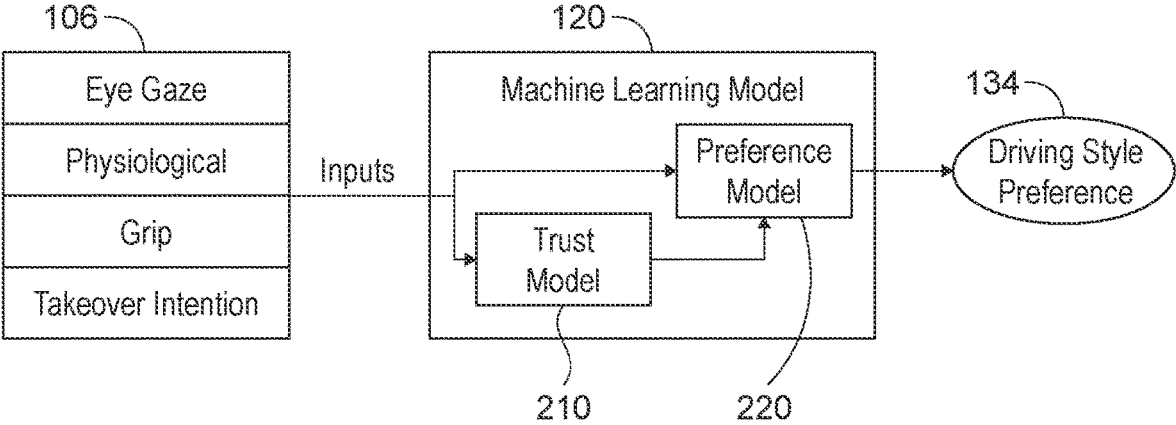 106
Eye Gaze
Physiological
Grip
Takeover Intention
Inputs
120
Machine Learning Model
Preference
Model
Trust
Model
210
220
134
Driving Style
Preference